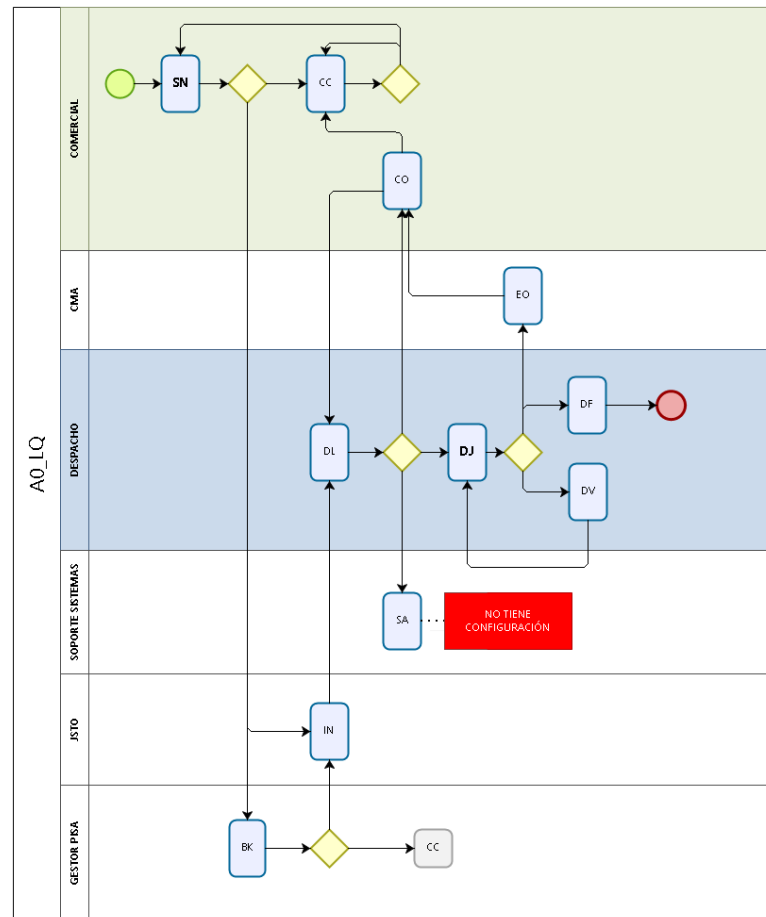 A0_LQ
COMERCIAL
SN
CC
CO
CMA
EO
DESPACHO
DF
DL
DJ
DV
SOPORTE SISTEMAS
SA
NO TIENE
CONFIGURACIÓN
JSTO
IN
GESTOR PISA
BK
CC